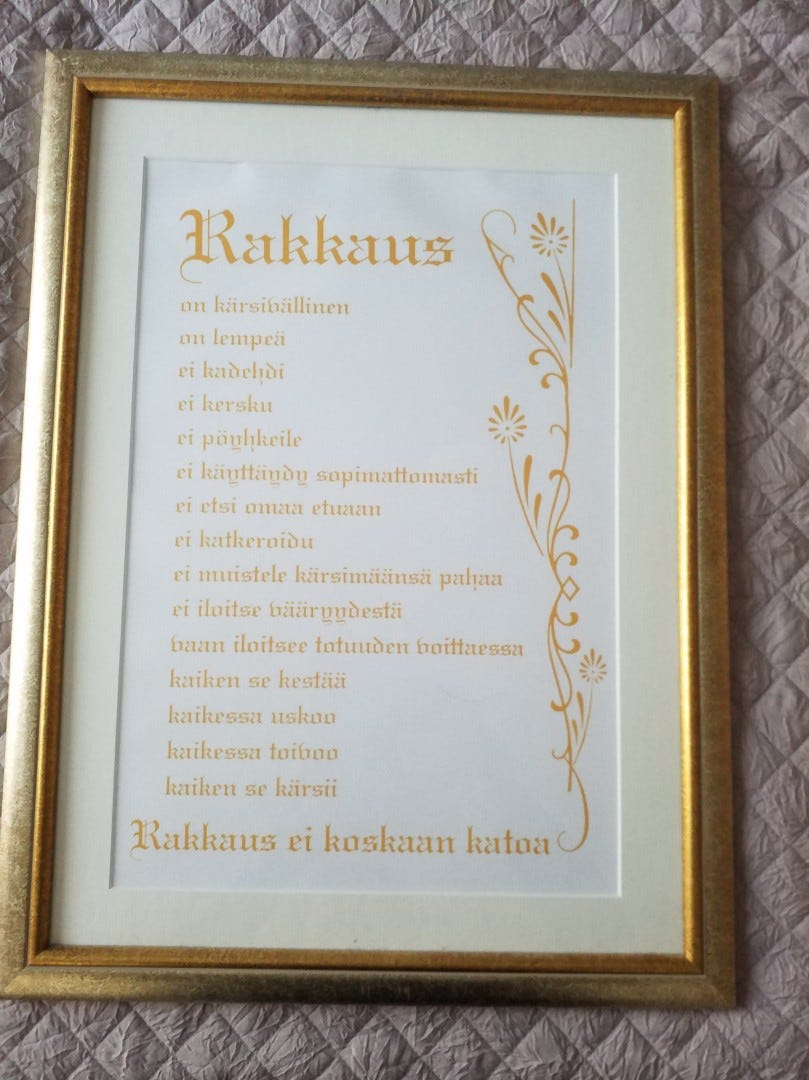 Rakkaus
on kärsivällinen
on lempeä
ei kadehdi
ei kersku
ei pöyhkeile
ei käyttäydy sopimattomasti
ei etsi omaa etuaan
ei katkeroidu
ei muistele kärsimäänsä pahaa
ei iloitse vääryydestä
vaan iloitsee totuuden voittaessa
kaiken se kestää
kaikessa uskoo
kaikessa toivoo
kaiken se kärsii
Rakkaus ei koskaan katoa